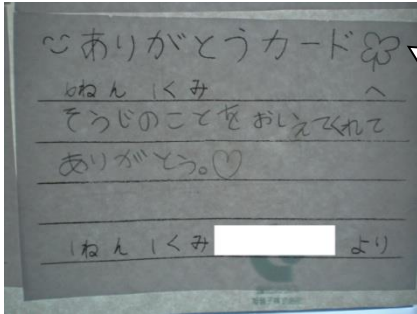 ありがとうカード
6ねん1くみ へ
そうじのことをおしえてくれて
ありがとう。♡
1ねん1くみ より